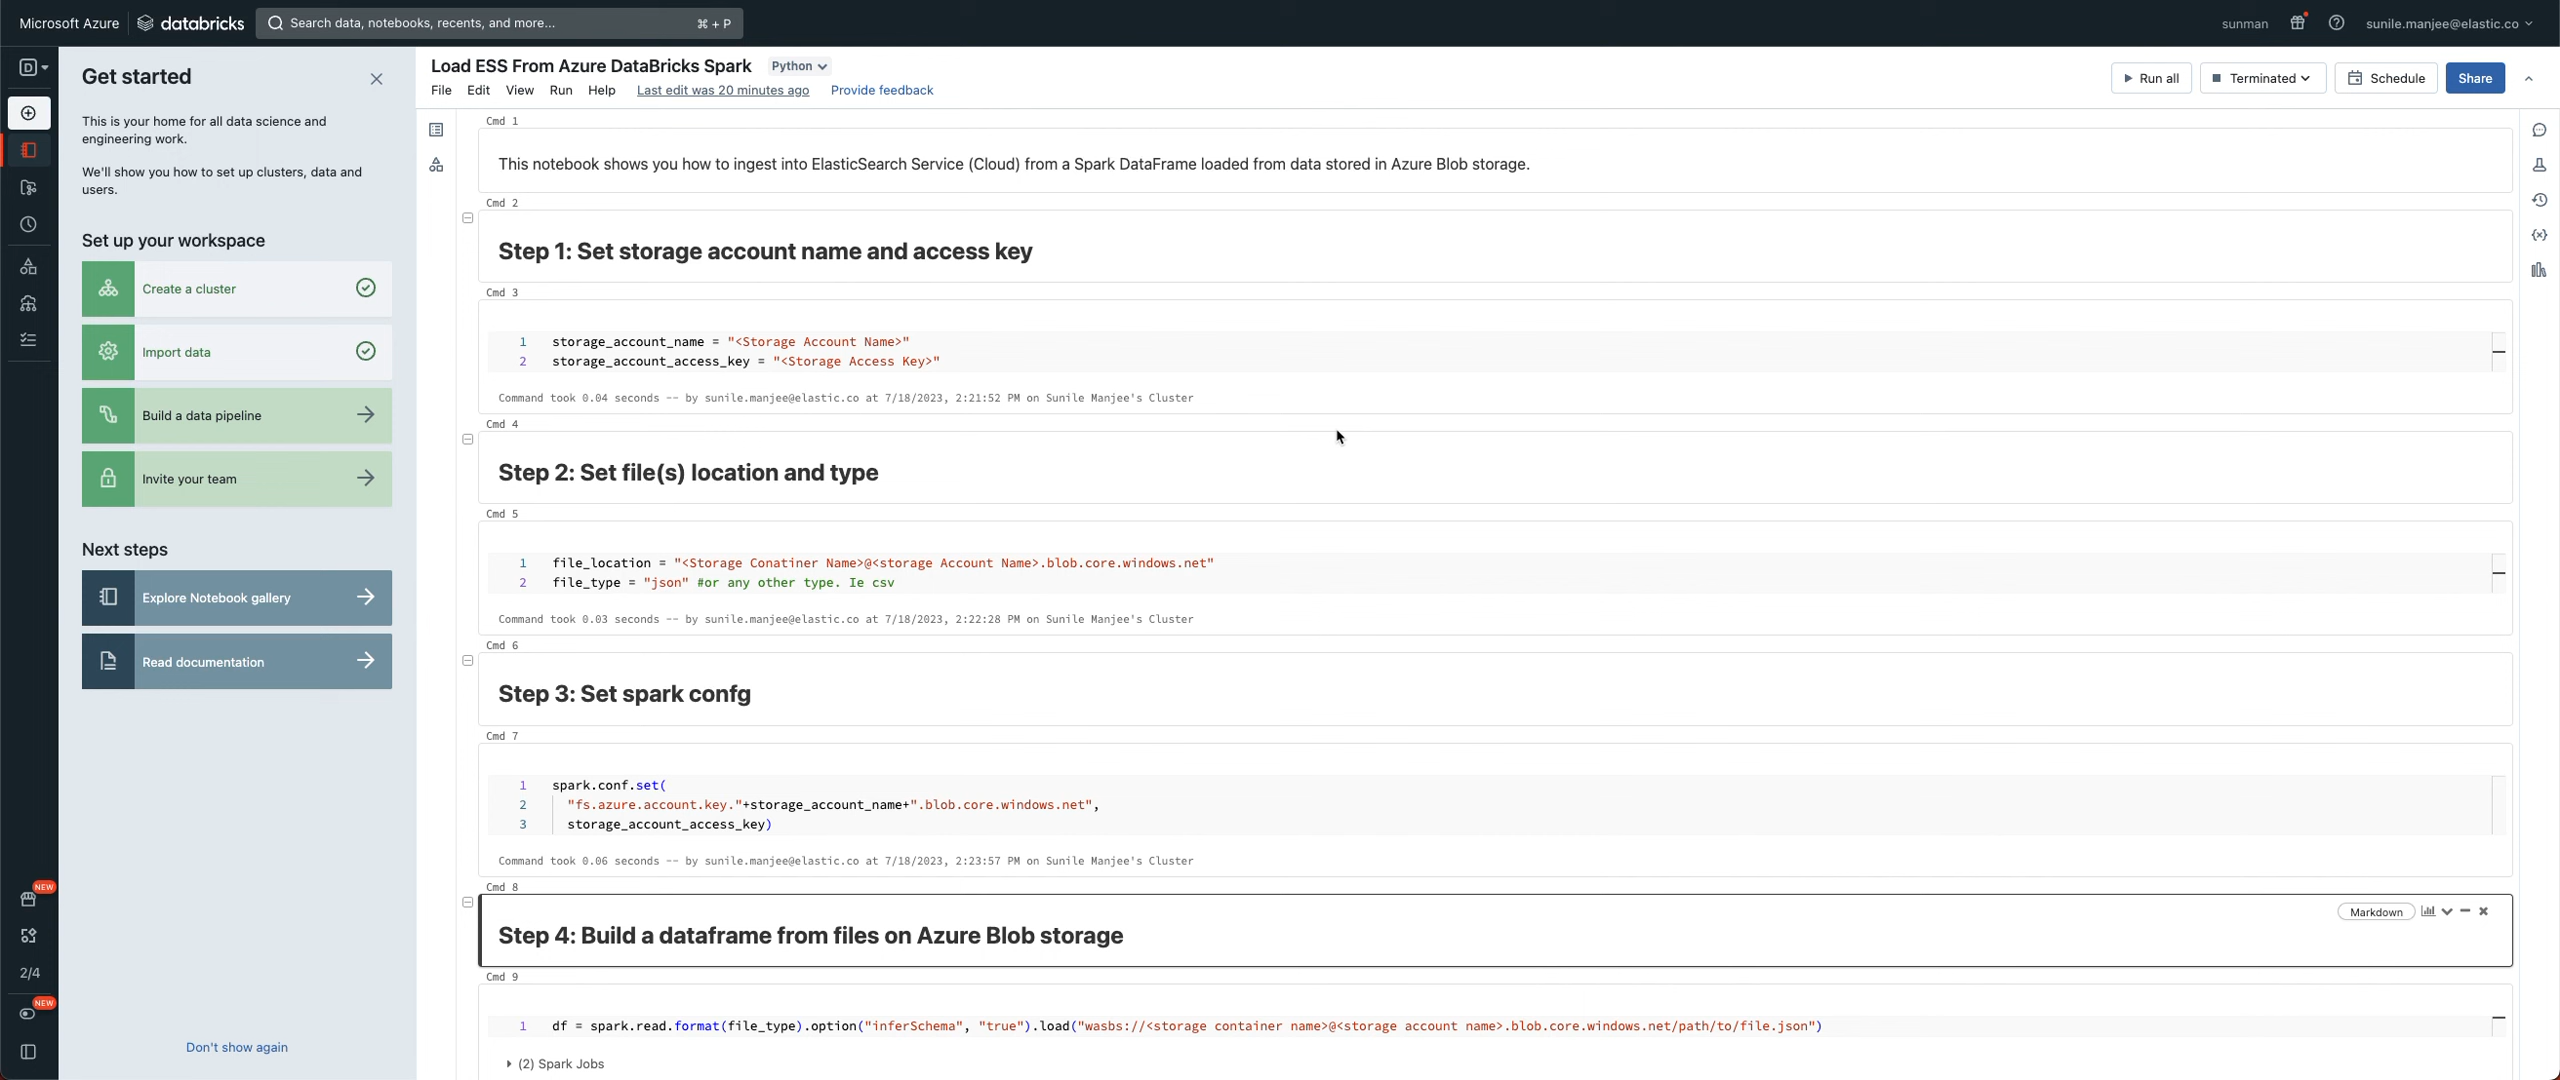 Microsoft Azure
databricks
Search data, notebooks, recents, and more...
⌘ + P
sunman
sunile.manjee@elastic.co
D
Get started
This is your home for all data science and
engineering work.
We'll show you how to set up clusters, data and
users.
Set up your workspace
Create a cluster
Import data
Build a data pipeline
Invite your team
Next steps
Explore Notebook gallery
Read documentation
Don't show again
NEW
2/4
NEW
Load ESS From Azure DataBricks Spark
Python
File Edit View Run Help Last edit was 20 minutes ago Provide feedback
Run all
Terminated
Schedule
Share
Cmd 1
This notebook shows you how to ingest into ElasticSearch Service (Cloud) from a Spark DataFrame loaded from data stored in Azure Blob storage.
Cmd 2
Step 1: Set storage account name and access key
Cmd 3
1 storage_account_name = "<Storage Account Name>"
2 storage_account_access_key = "<Storage Access Key>"
Command took 0.04 seconds -- by sunile.manjee@elastic.co at 7/18/2023, 2:21:52 PM on Sunile Manjee's Cluster
Cmd 4
Step 2: Set file(s) location and type
Cmd 5
1 file_location = "<Storage Conatiner Name>@<storage Account Name>.blob.core.windows.net"
2 file_type = "json" #or any other type. Ie csv
Command took 0.03 seconds -- by sunile.manjee@elastic.co at 7/18/2023, 2:22:28 PM on Sunile Manjee's Cluster
Cmd 6
Step 3: Set spark confg
Cmd 7
1 spark.conf.set(
2 "fs.azure.account.key."+storage_account_name+".blob.core.windows.net",
3 storage_account_access_key)
Command took 0.06 seconds -- by sunile.manjee@elastic.co at 7/18/2023, 2:23:57 PM on Sunile Manjee's Cluster
Cmd 8
Markdown
Step 4: Build a dataframe from files on Azure Blob storage
Cmd 9
1 df = spark.read.format(file_type).option("inferSchema", "true").load("wasbs://<storage container name>@<storage account name>.blob.core.windows.net/path/to/file.json")
(2) Spark Jobs